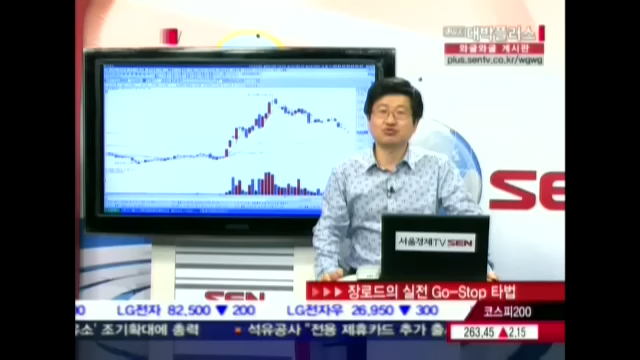 대박플러스
와글와글 게시판
plus.sentv.co.kr/wgwg
SEN
서울경제TV SEN
장로드의 실전 Go-Stop 타법
SEN
00 LG전자 82,500 ▼ 200 LG전자우 26,950 ▼ 300 코스피200
유소' 조기확대에 총력 • 석유공사 "전용 제휴카드 추가 출 263,45 ▲ 2,15